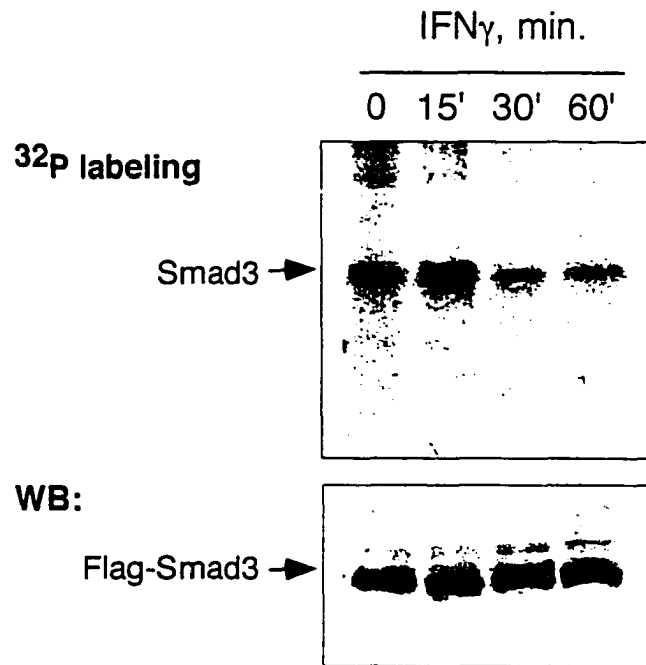 IFNγ, min.
0 15' 30' 60'
³²P labeling
Smad3
WB:
Flag-Smad3